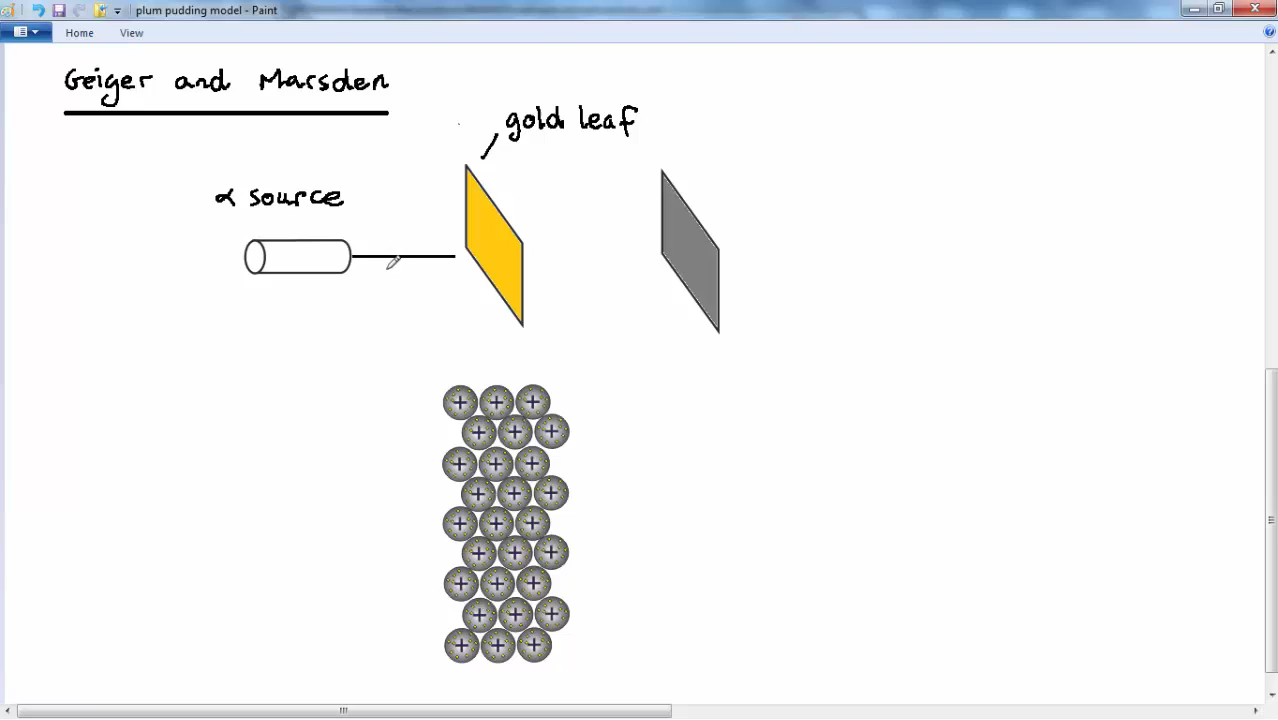 plum pudding model - Paint
Home View
Geiger and Marsden
gold leaf
α source
+ + +
+ + +
+ + +
+ + +
+ + +
+ + +
+ + +
+ + +
+ + +